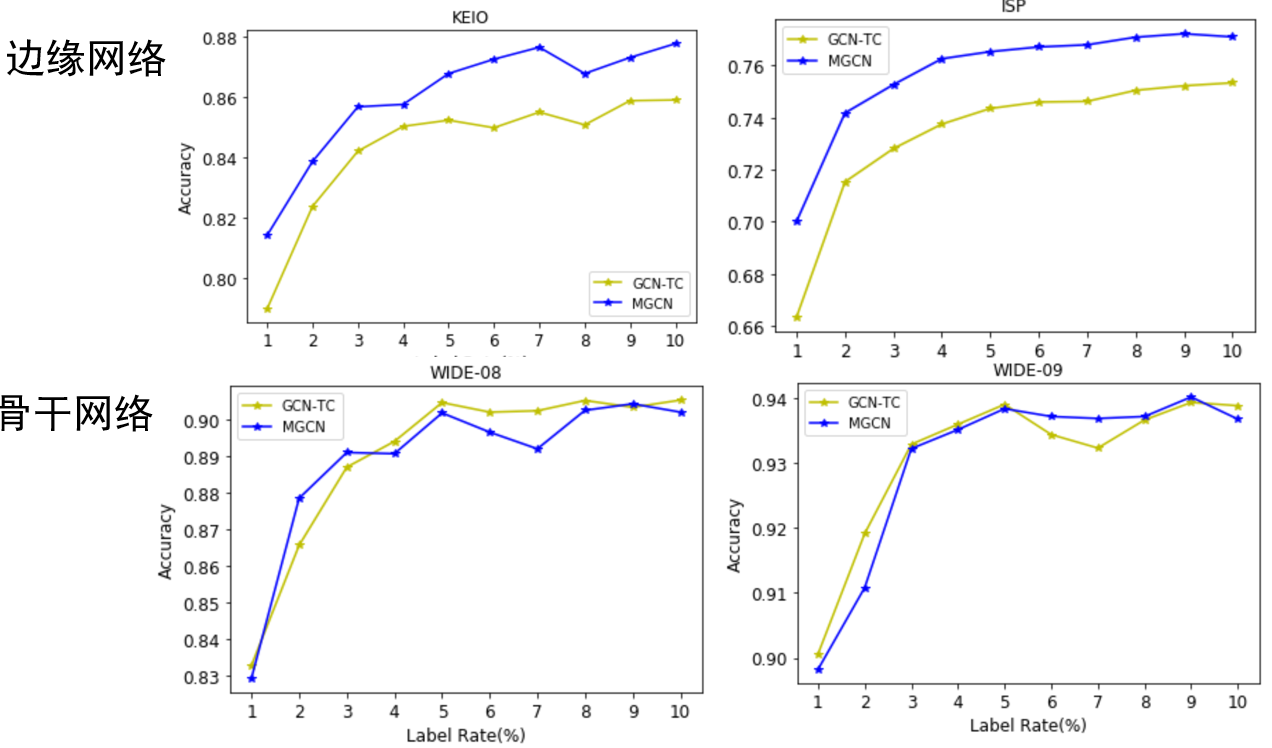 边缘网络
KEIO
Accuracy
0.88
0.86
0.84
0.82
0.80
GCN-TC
MGCN
1 2 3 4 5 6 7 8 9 10
ISP
0.76
0.74
0.72
0.70
0.68
0.66
GCN-TC
MGCN
1 2 3 4 5 6 7 8 9 10
骨干网络
WIDE-08
Accuracy
0.90
0.89
0.88
0.87
0.86
0.85
0.84
0.83
GCN-TC
MGCN
1 2 3 4 5 6 7 8 9 10
Label Rate(%)
WIDE-09
Accuracy
0.94
0.93
0.92
0.91
0.90
GCN-TC
MGCN
1 2 3 4 5 6 7 8 9 10
Label Rate(%)